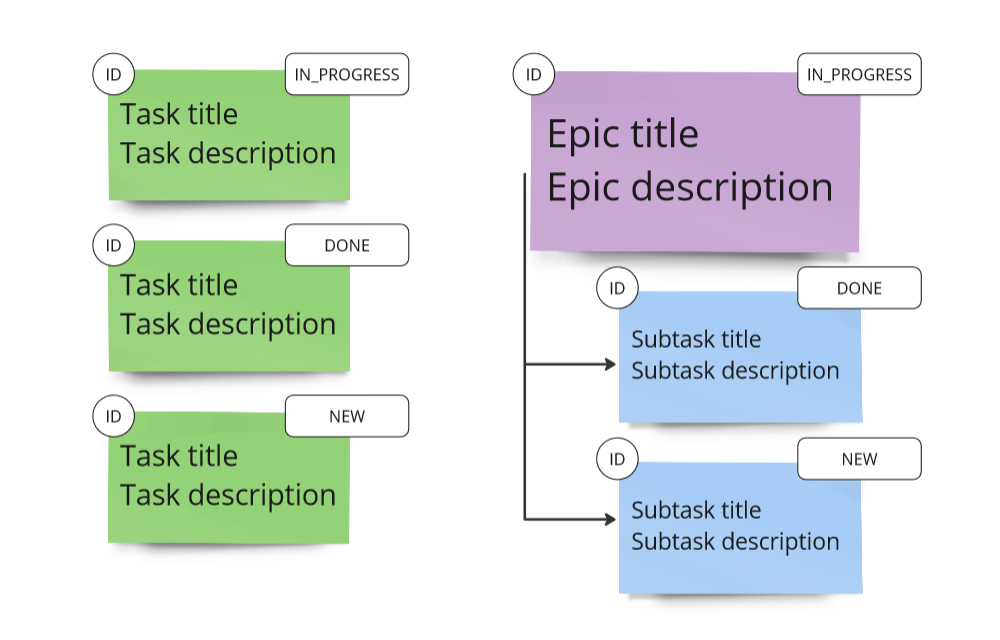 ID
IN_PROGRESS
Task title
Task description
ID
DONE
Task title
Task description
ID
NEW
Task title
Task description
ID
IN_PROGRESS
Epic title
Epic description
ID
DONE
Subtask title
Subtask description
ID
NEW
Subtask title
Subtask description